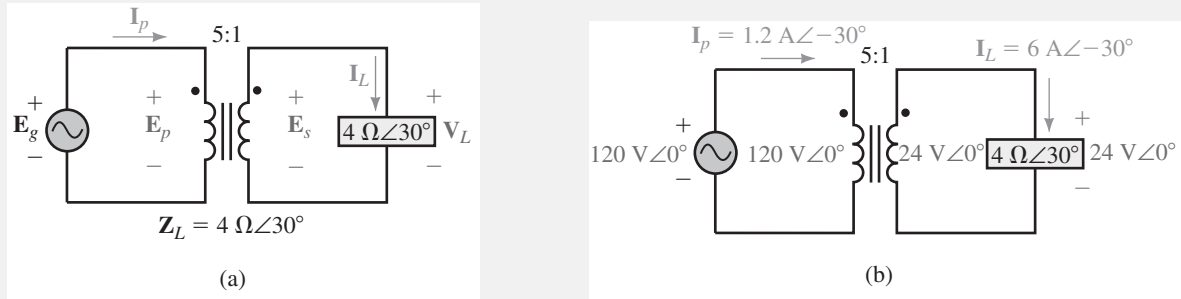 I_p
5:1
I_L
+ + + +
E_g E_p E_s 4 Ω∠30° V_L
− − − −
Z_L = 4 Ω∠30°
(a)
I_p = 1.2 A∠−30°
I_L = 6 A∠−30°
5:1
+ +
120 V∠0° 120 V∠0° 24 V∠0° 4 Ω∠30° 24 V∠0°
− −
(b)